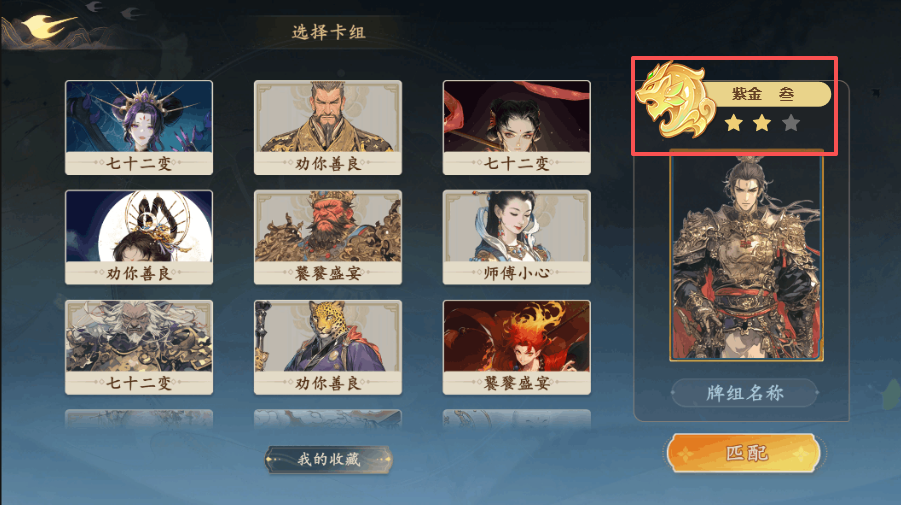 选择卡组
紫金 叁
七十二变
劝你善良
七十二变
劝你善良
饕餮盛宴
师傅小心
七十二变
劝你善良
饕餮盛宴
牌组名称
我的收藏
匹配